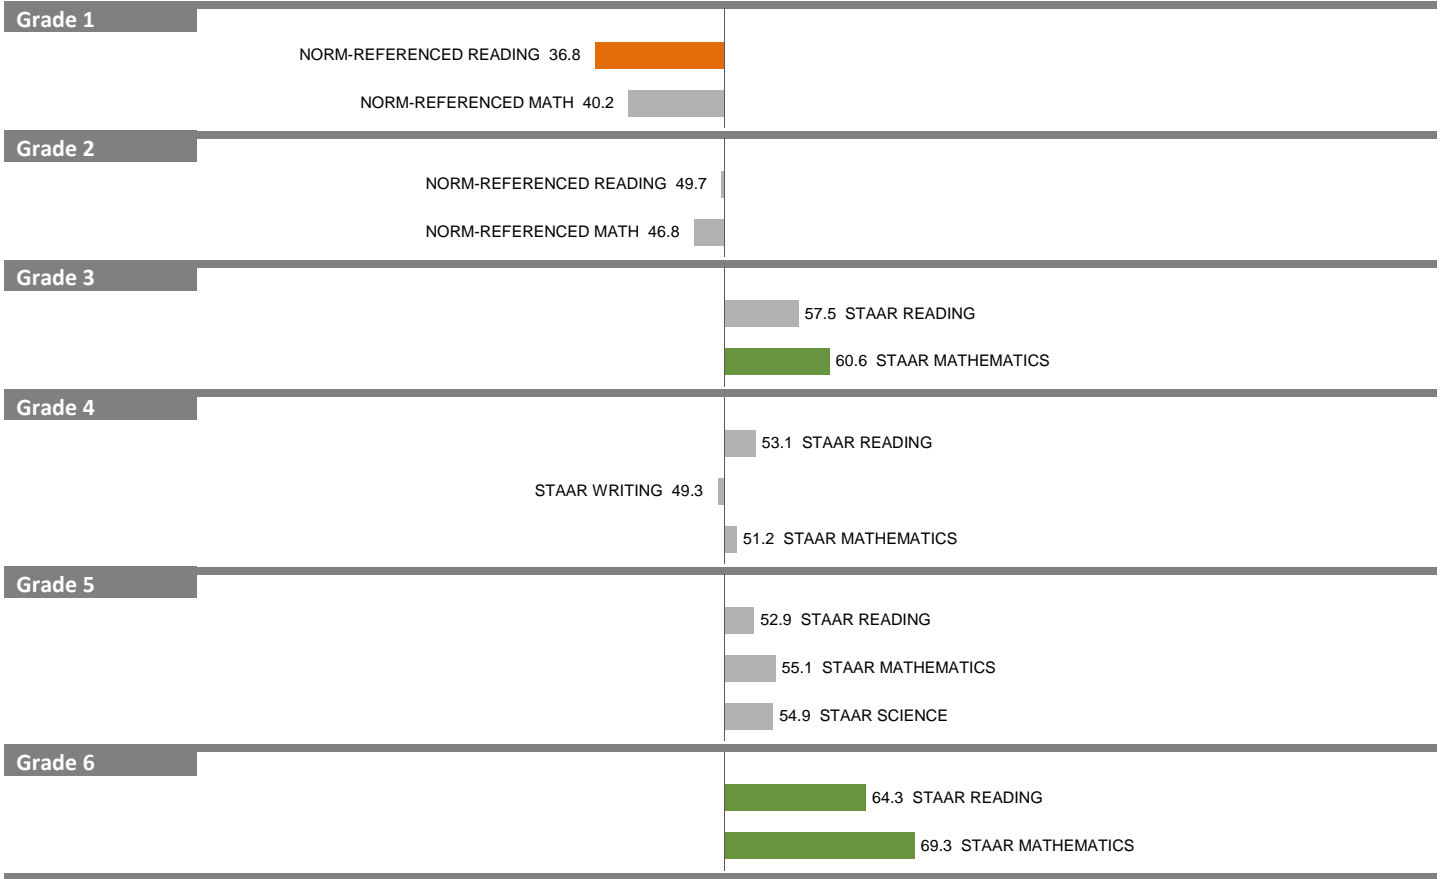 Grade 1
NORM-REFERENCED READING 36.8
NORM-REFERENCED MATH 40.2
Grade 2
NORM-REFERENCED READING 49.7
NORM-REFERENCED MATH 46.8
Grade 3
57.5 STAAR READING
60.6 STAAR MATHEMATICS
Grade 4
53.1 STAAR READING
STAAR WRITING 49.3
51.2 STAAR MATHEMATICS
Grade 5
52.9 STAAR READING
55.1 STAAR MATHEMATICS
54.9 STAAR SCIENCE
Grade 6
64.3 STAAR READING
69.3 STAAR MATHEMATICS